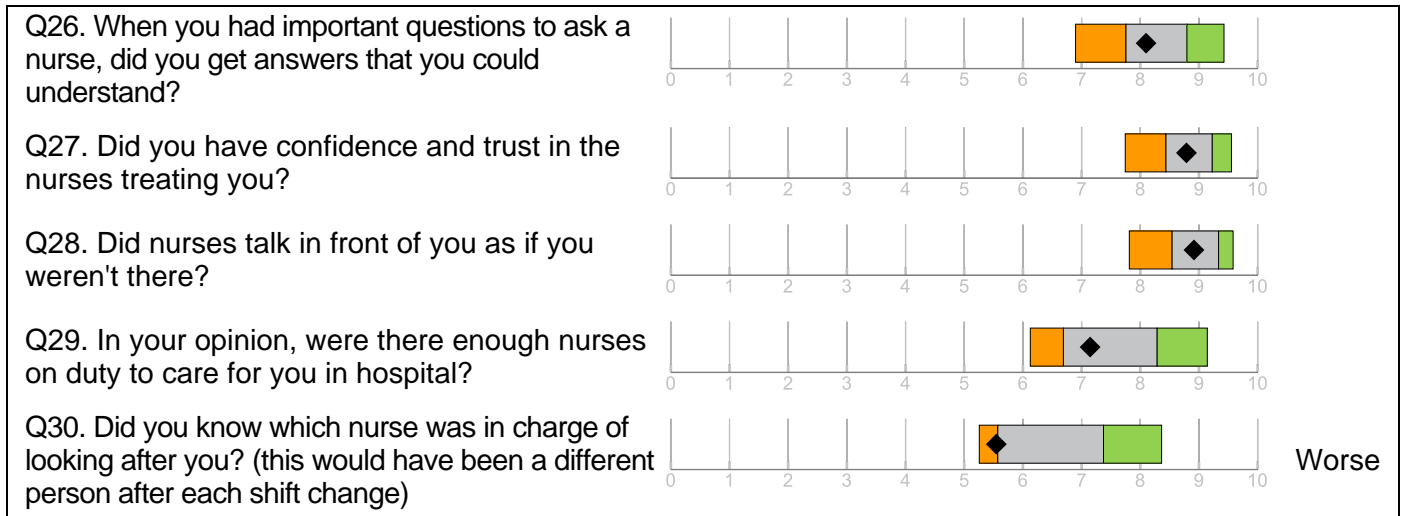 Q26. When you had important questions to ask a
nurse, did you get answers that you could
understand?
0 1 2 3 4 5 6 7 8 9 10
Q27. Did you have confidence and trust in the
nurses treating you?
0 1 2 3 4 5 6 7 8 9 10
Q28. Did nurses talk in front of you as if you
weren't there?
0 1 2 3 4 5 6 7 8 9 10
Q29. In your opinion, were there enough nurses
on duty to care for you in hospital?
0 1 2 3 4 5 6 7 8 9 10
Q30. Did you know which nurse was in charge of
looking after you? (this would have been a different
person after each shift change)
0 1 2 3 4 5 6 7 8 9 10
Worse